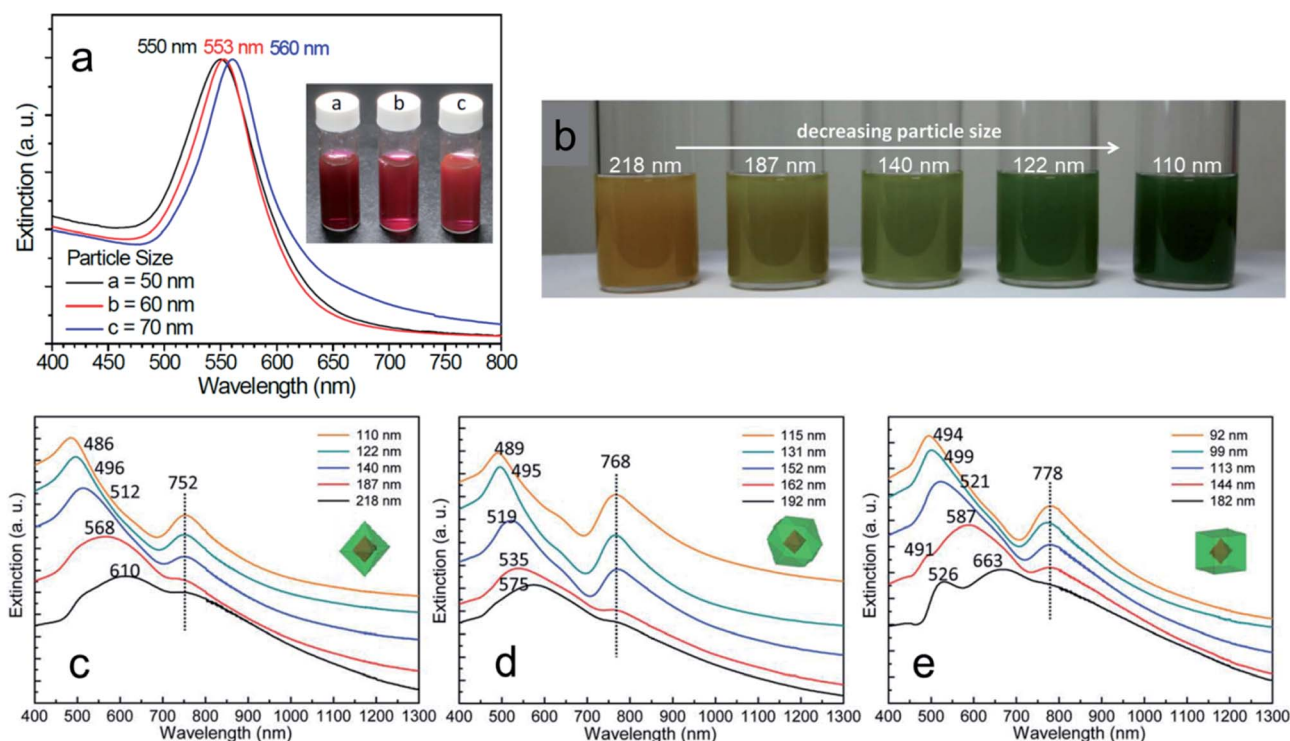 a
550 nm 553 nm 560nm
a b c
Extinction (a. u.)
Particle Size
a = 50 nm
b = 60 nm
c = 70 nm
400 450 500 550 600 650 700 750 800
Wavelength (nm)
b
decreasing particle size
218 nm 187 nm 140 nm 122 nm 110 nm
c
Extinction (a. u.)
486
496
512
568
610
752
110 nm
122 nm
140 nm
187 nm
218 nm
400 500 600 700 800 900 1000 1100 1200 1300
Wavelength (nm)
d
Extinction (a. u.)
489
495
519
535
575
768
115 nm
131 nm
152 nm
162 nm
192 nm
400 500 600 700 800 900 1000 1100 1200 1300
Wavelength (nm)
e
Extinction (a. u.)
494
499
521
587
491
526
663
778
92 nm
99 nm
113 nm
144 nm
182 nm
400 500 600 700 800 900 1000 1100 1200 1300
Wavelength (nm)